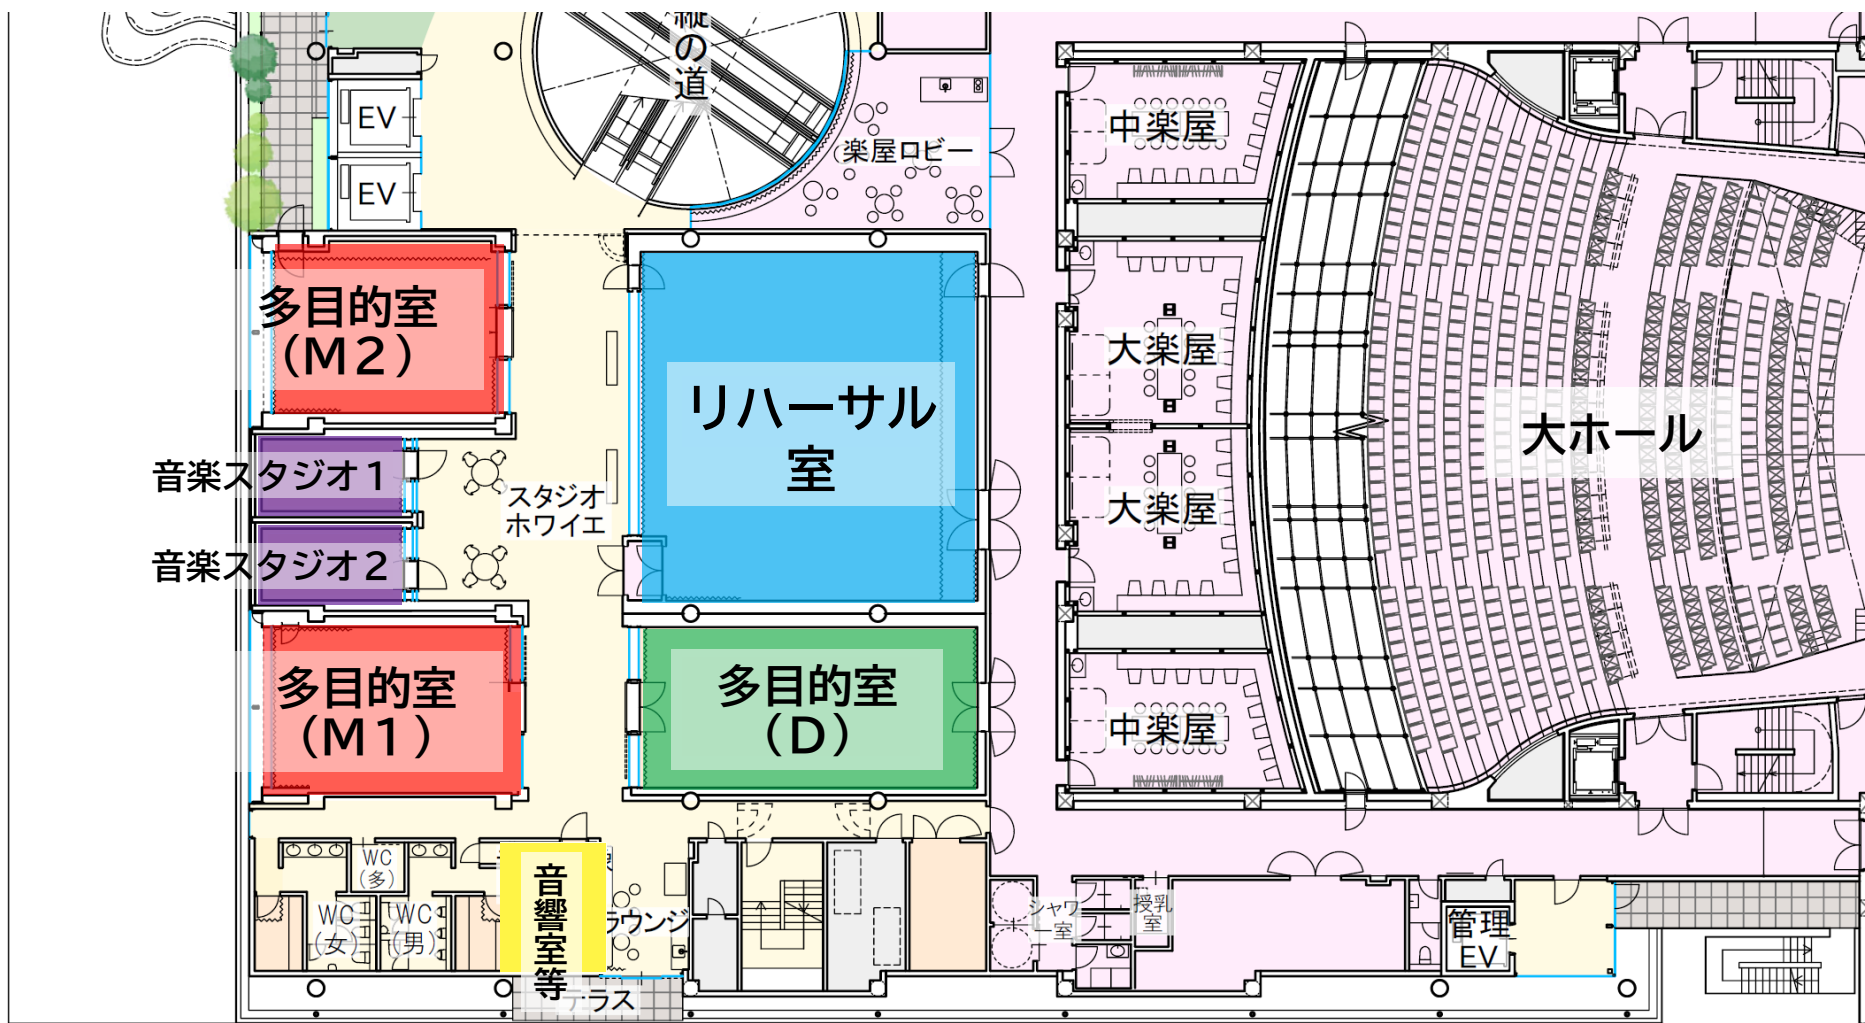 縦の道
EV
EV
楽屋ロビー
中楽屋
多目的室
（M２）
リハーサル
室
大楽屋
大ホール
音楽スタジオ１
スタジオ
ホワイエ
大楽屋
音楽スタジオ２
多目的室
（M１）
多目的室
（D）
中楽屋
WC
(多)
WC
(女)
WC
(男)
音響室等
ラウンジ
テラス
シャワ
ー室
授乳
室
管理
EV